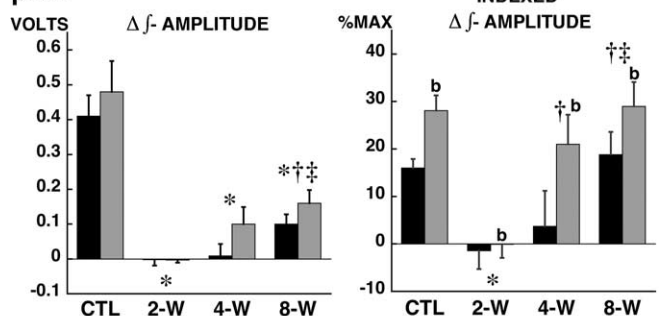 INDEXED
VOLTS Δ ∫- AMPLITUDE
%MAX Δ ∫- AMPLITUDE
0.6
0.5
0.4
0.3
0.2
0.1
0
-0.1
*
*
*†‡
CTL 2-W 4-W 8-W
40
30
20
10
0
-10
b
b
*
† b
†‡
b
CTL 2-W 4-W 8-W